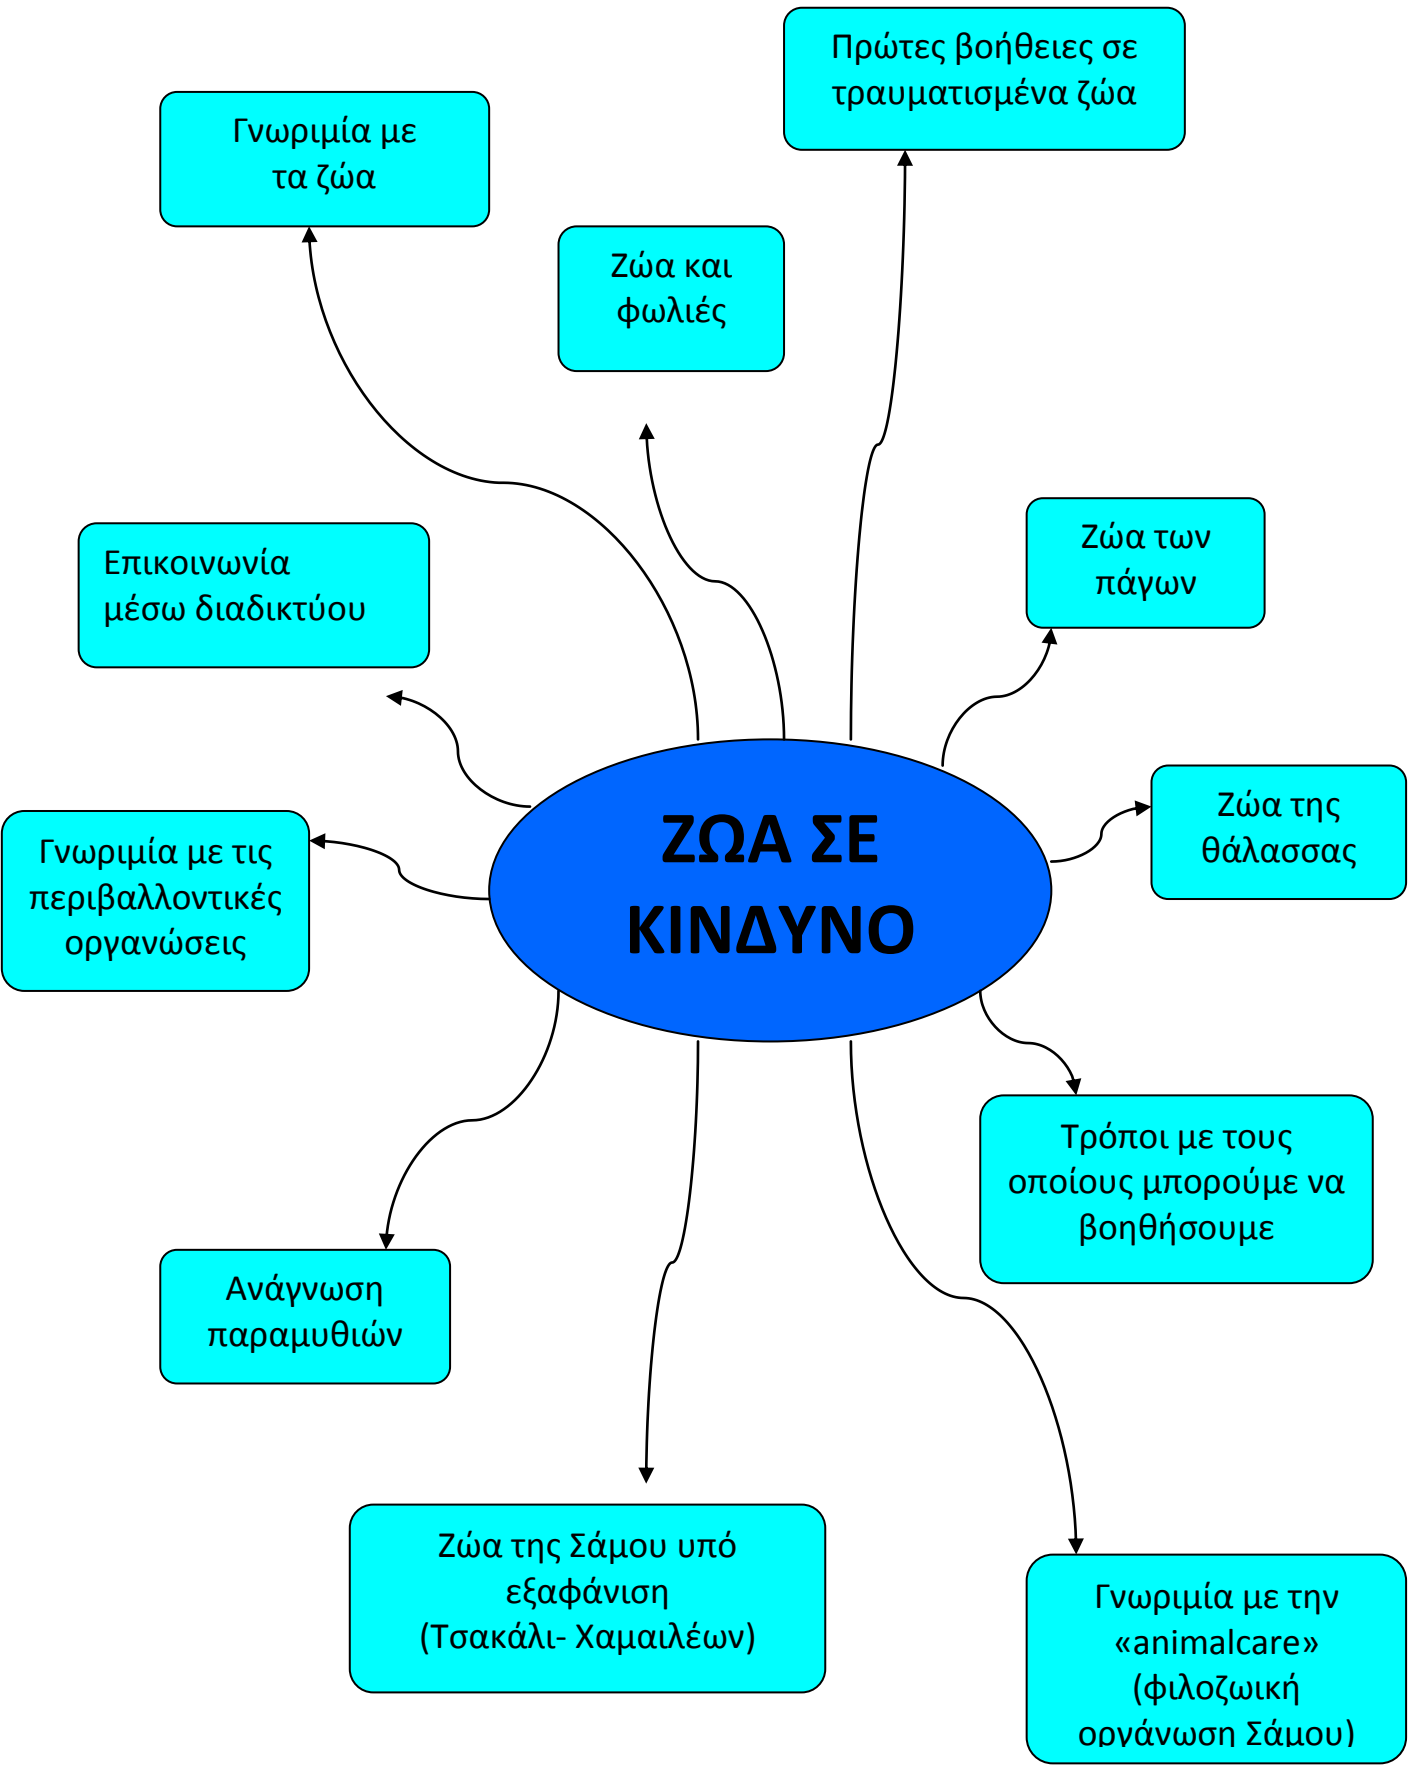 Πρώτες βοήθειες σε
τραυματισμένα ζώα
Γνωριμία με
τα ζώα
Ζώα και
φωλιές
Ζώα των
πάγων
Επικοινωνία
μέσω διαδικτύου
Ζώα της
θάλασσας
Γνωριμία με τις
περιβαλλοντικές
οργανώσεις
ΖΩΑ ΣΕ
ΚΙΝΔΥΝΟ
Τρόποι με τους
οποίους μπορούμε να
βοηθήσουμε
Ανάγνωση
παραμυθιών
Ζώα της Σάμου υπό
εξαφάνιση
(Τσακάλι- Χαμαιλέων)
Γνωριμία με την
«animalcare»
(φιλοζωική
οργάνωση Σάμου)